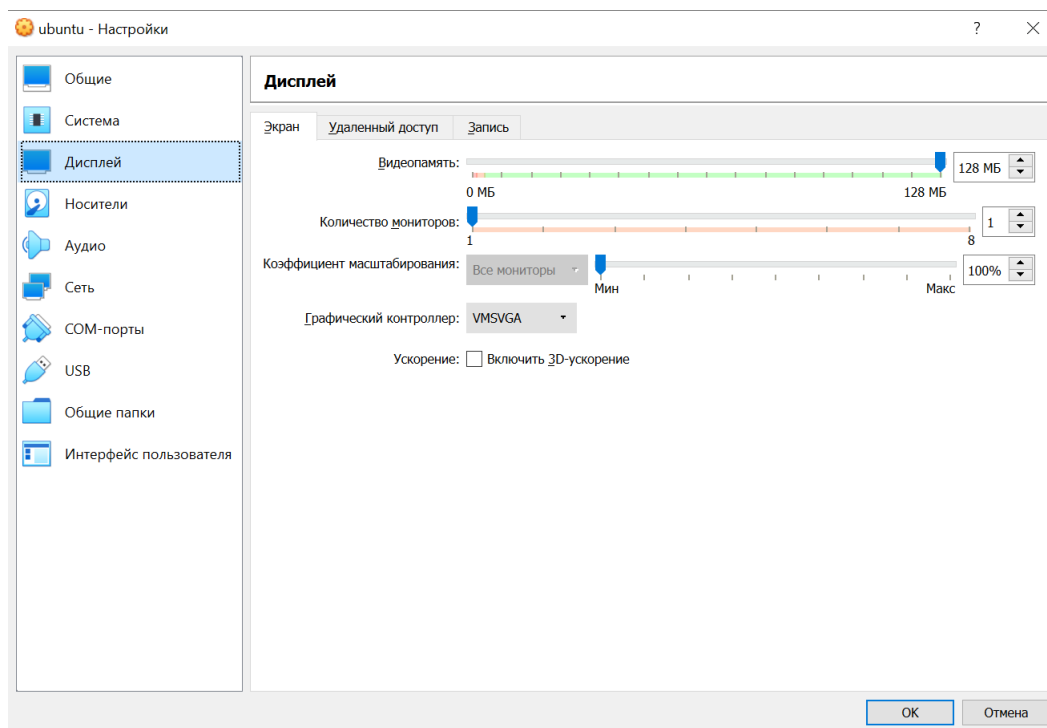 ubuntu - Настройки
?
Общие
Система
Дисплей
Носители
Аудио
Сеть
COM-порты
USB
Общие папки
Интерфейс пользователя
Дисплей
Экран Удаленный доступ Запись
Видеопамять: 128 МБ
0 МБ 128 МБ
Количество мониторов: 1
1 8
Коэффициент масштабирования: Все мониторы 100%
Мин Макс
Графический контроллер: VMSVGA
Ускорение: Включить 3D-ускорение
OK Отмена